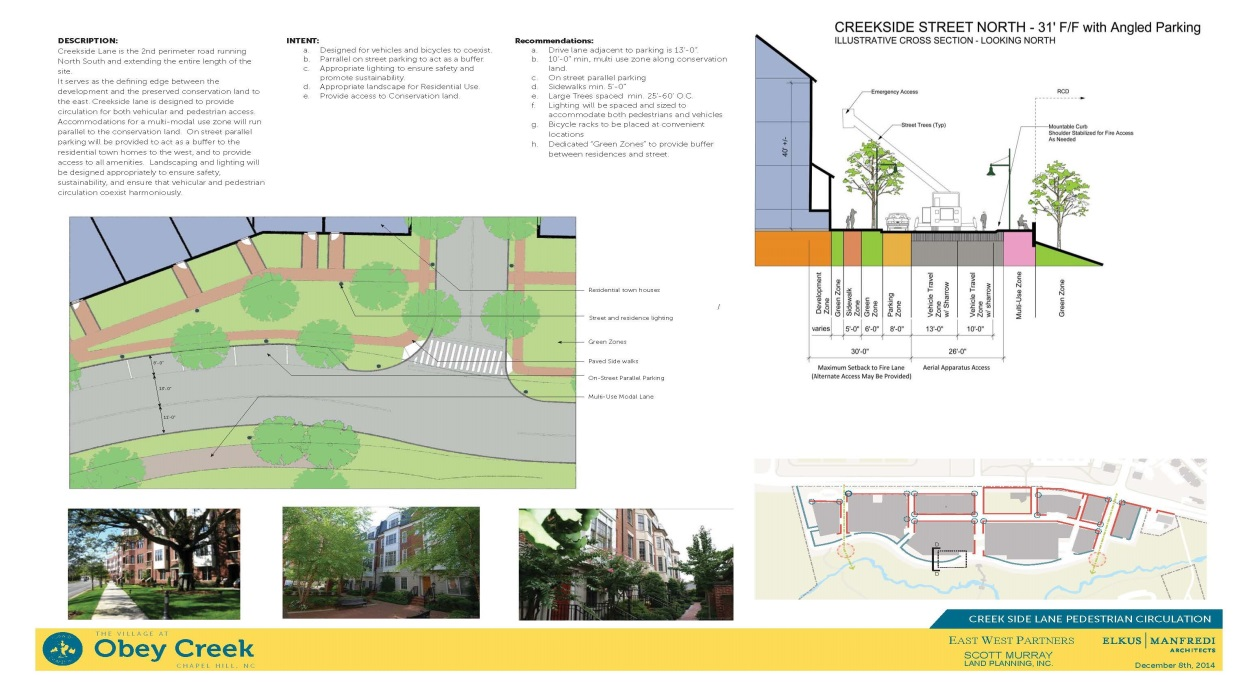 DESCRIPTION:
Creekside Lane is the 2nd perimeter road running
North South and extending the entire length of the
site.
It serves as the defining edge between the
development and the preserved conservation land to
the east. Creekside lane is designed to provide
circulation for both vehicular and pedestrian access.
Accommodations for a multi-modal use zone will run
parallel to the conservation land. On street parallel
parking will be provided to act as a buffer to the
residential town homes to the west, and to provide
access to all amenities. Landscaping and lighting will
be designed appropriately to ensure safety,
sustainability, and ensure that vehicular and pedestrian
circulation coexist harmoniously.
INTENT:
a. Designed for vehicles and bicycles to coexist.
b. Parrallel on street parking to act as a buffer.
c. Appropriate lighting to ensure safety and
promote sustainability.
d. Appropriate landscape for Residential Use.
e. Provide access to Conservation land.
Recommendations:
a. Drive lane adjacent to parking is 13'-0".
b. 10'-0" min, multi use zone along conservation
land.
c. On street parallel parking
d. Sidewalks min. 5'-0"
e. Large Trees spaced min. 25'-60' O.C.
f. Lighting will be spaced and sized to
accommodate both pedestrians and vehicles
g. Bicycle racks to be placed at convenient
locations
h. Dedicated "Green Zones" to provide buffer
between residences and street.
CREEKSIDE STREET NORTH - 31' F/F with Angled Parking
ILLUSTRATIVE CROSS SECTION - LOOKING NORTH
Emergency Access
RCD
Street Trees (Typ)
Mountable Curb
Shoulder Stabilized for Fire Access
As Needed
40' +/-
Development
Zone
Green Zone
Sidewalk
Zone
Green
Zone
Parking
Zone
Vehicle Travel
Zone
w/ Sharrow
Vehicle Travel
Zone
w/ sharrow
Multi-Use Zone
Green Zone
varies
5'-0"
6'-0"
8'-0"
13'-0"
10'-0"
30'-0"
26'-0"
Maximum Setback to Fire Lane
(Alternate Access May Be Provided)
Aerial Apparatus Access
Residential town houses
/
Street and residence lighting
Green Zones
Paved Side walks
On-Street Parallel Parking
Multi-Use Modal Lane
CREEK SIDE LANE PEDESTRIAN CIRCULATION
THE VILLAGE AT
Obey Creek
CHAPEL HILL, NC
EAST WEST PARTNERS
SCOTT MURRAY
LAND PLANNING, INC.
ELKUS | MANFREDI
ARCHITECTS
December 8th, 2014